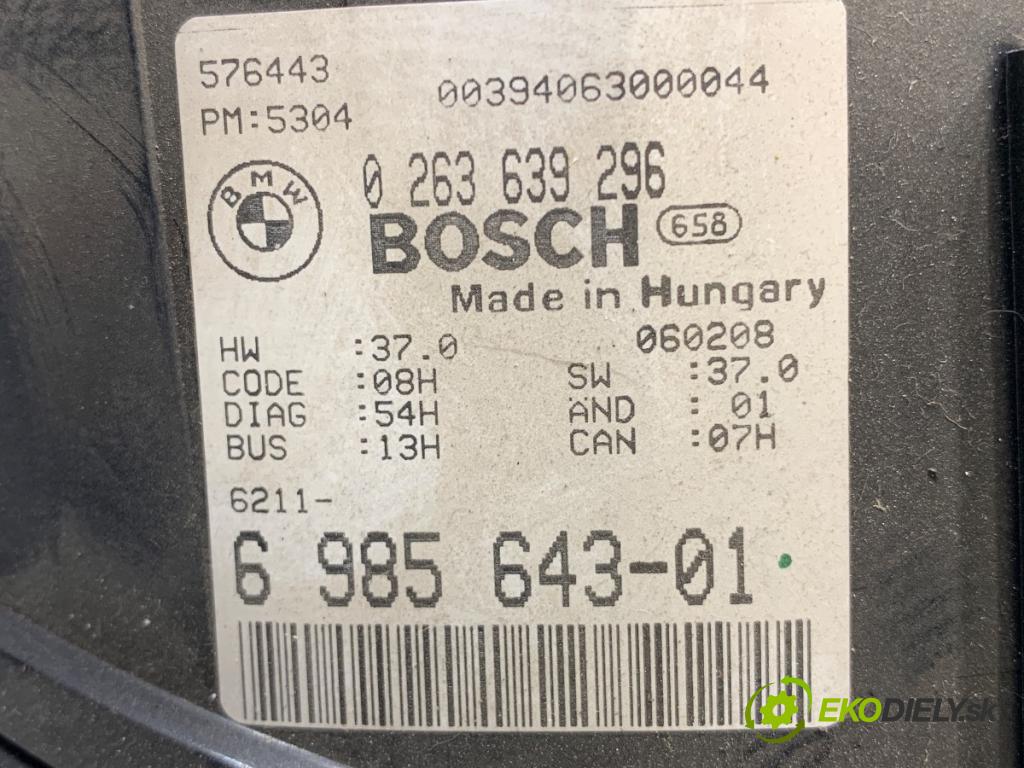 576443
00394063000044
PM:5304
BMW
0 263 639 296
BOSCH 658
Made in Hungary
060208
HW :37.0 SW :37.0
CODE :08H AND : 01
DIAG :54H CAN :07H
BUS :13H
6211-
6 985 643-01
EKODIELY.sk